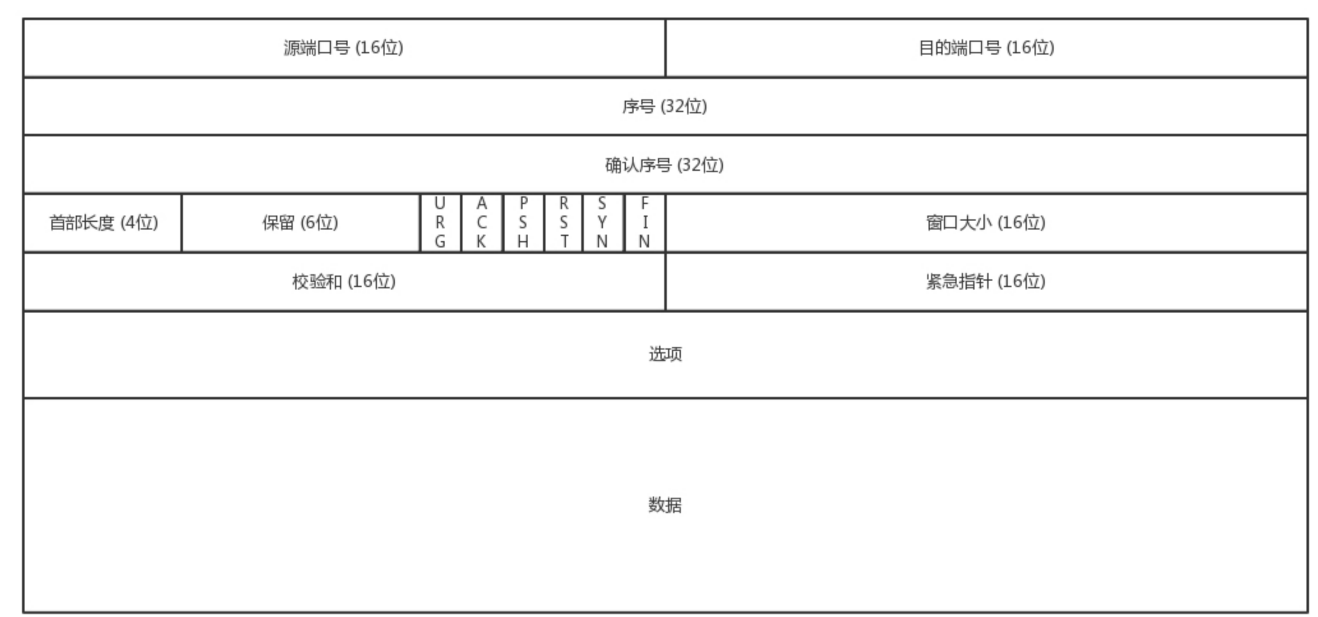 源端口号 (16位)
目的端口号 (16位)
序号 (32位)
确认序号 (32位)
首部长度 (4位)
保留 (6位)
URG
ACK
PSH
RST
SYN
FIN
窗口大小 (16位)
校验和 (16位)
紧急指针 (16位)
选项
数据